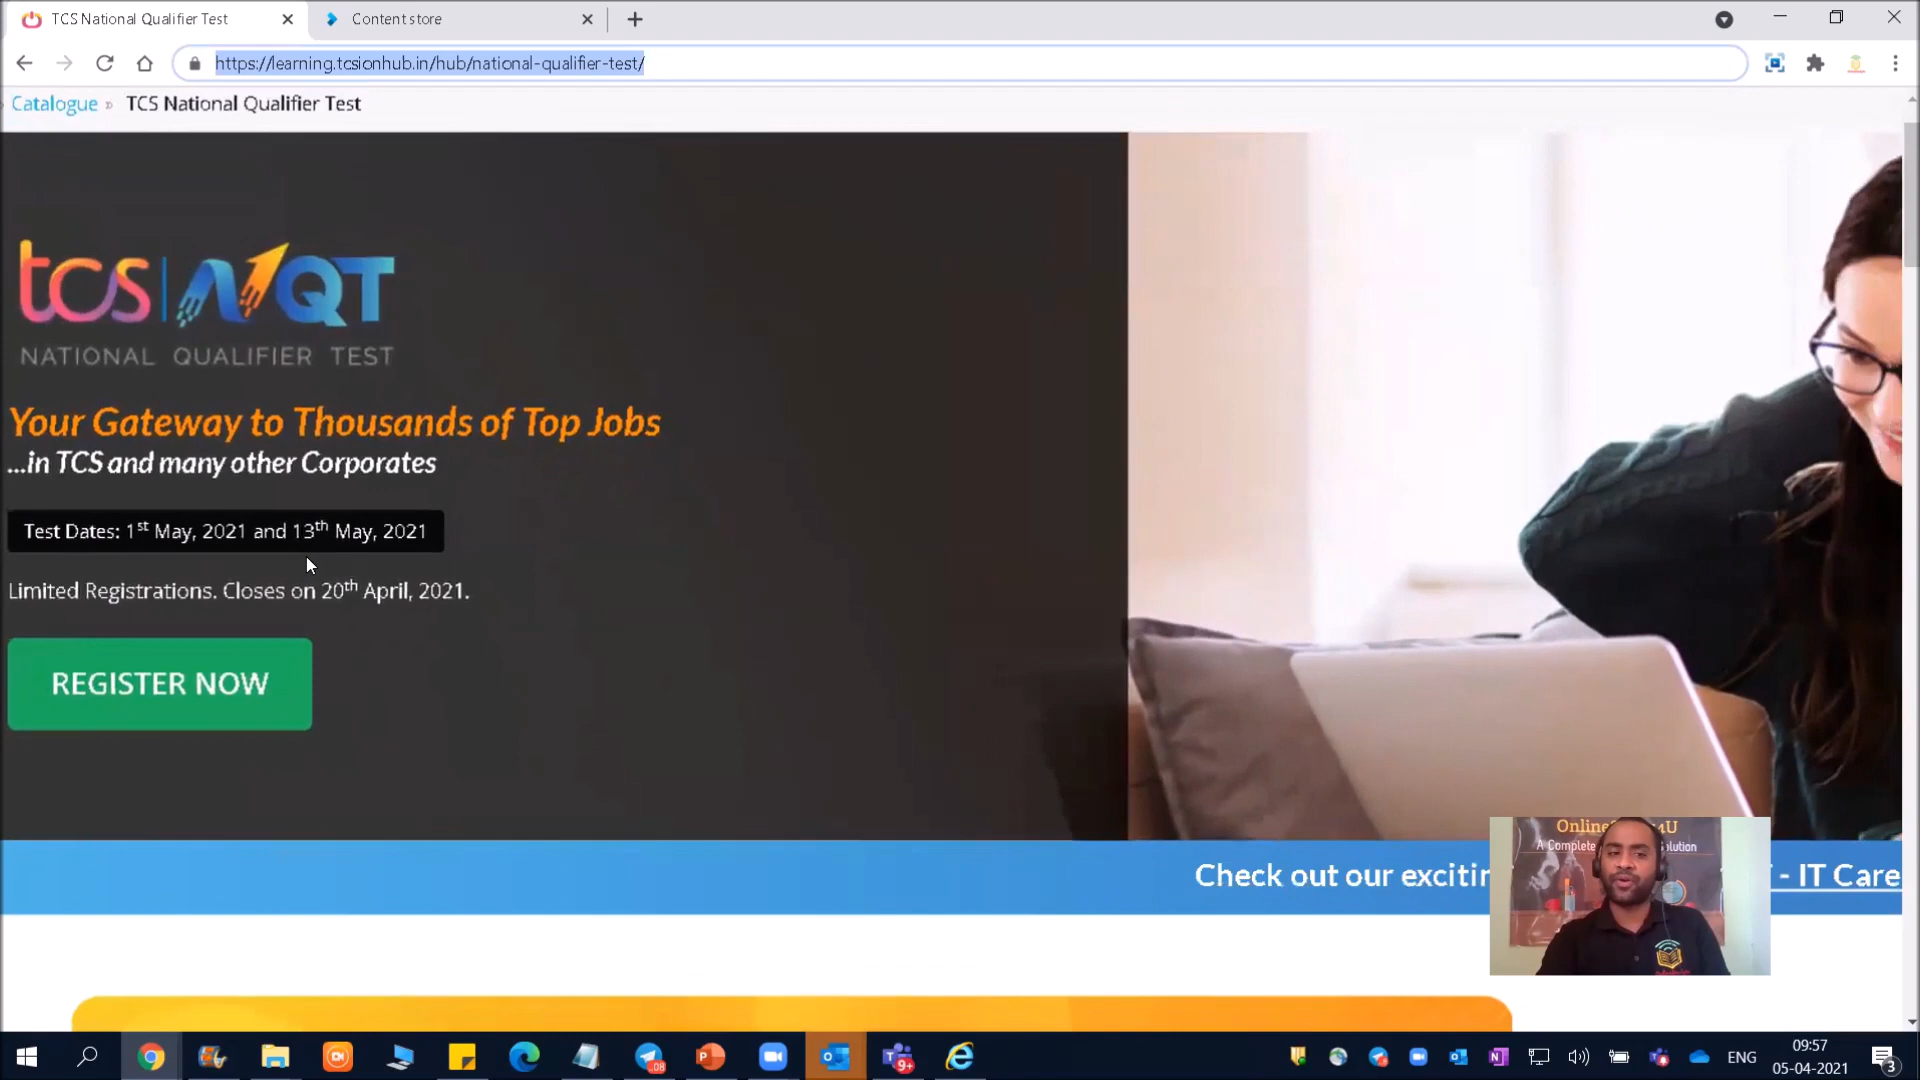 TCS National Qualifier Test
Content store
https://learning.tcsionhub.in/hub/national-qualifier-test/
Catalogue » TCS National Qualifier Test
tcs | NQT
NATIONAL QUALIFIER TEST
Your Gateway to Thousands of Top Jobs
...in TCS and many other Corporates
Test Dates: 1st May, 2021 and 13th May, 2021
Limited Registrations. Closes on 20th April, 2021.
REGISTER NOW
Check out our
- IT Care
A Complete
9+
ENG
09:57
05-04-2021
3